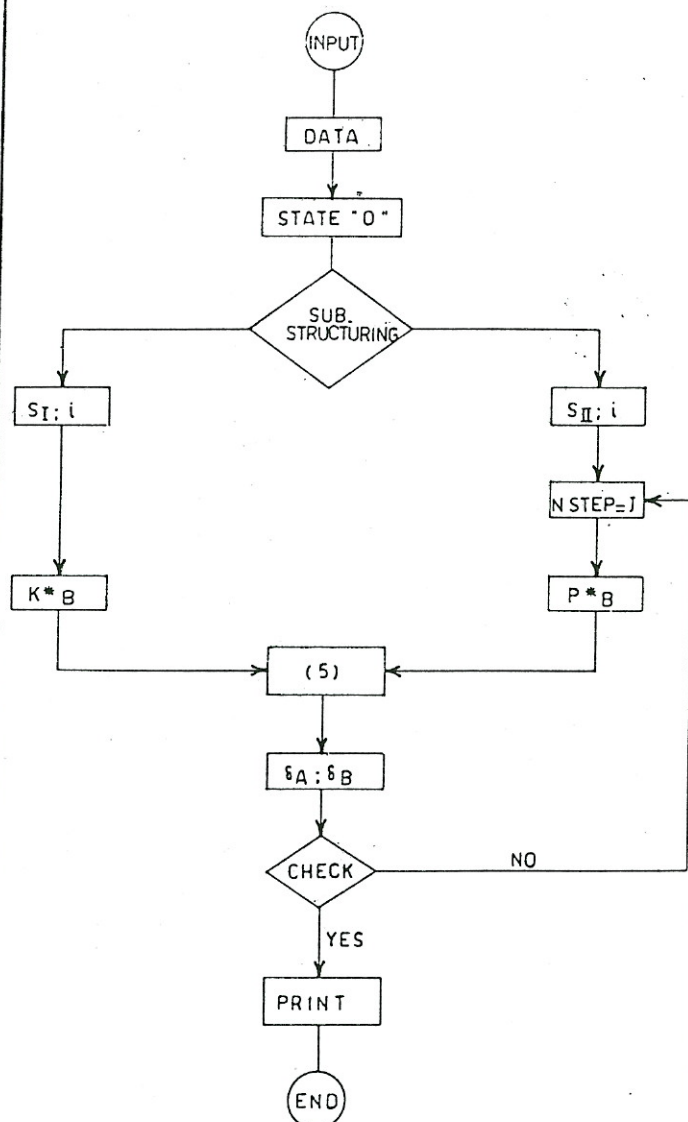 INPUT
DATA
STATE "0"
SUB-
STRUCTURING
SI; i
SII; i
N STEP=J
K* B
P* B
(5)
δA; δB
CHECK
NO
YES
PRINT
END